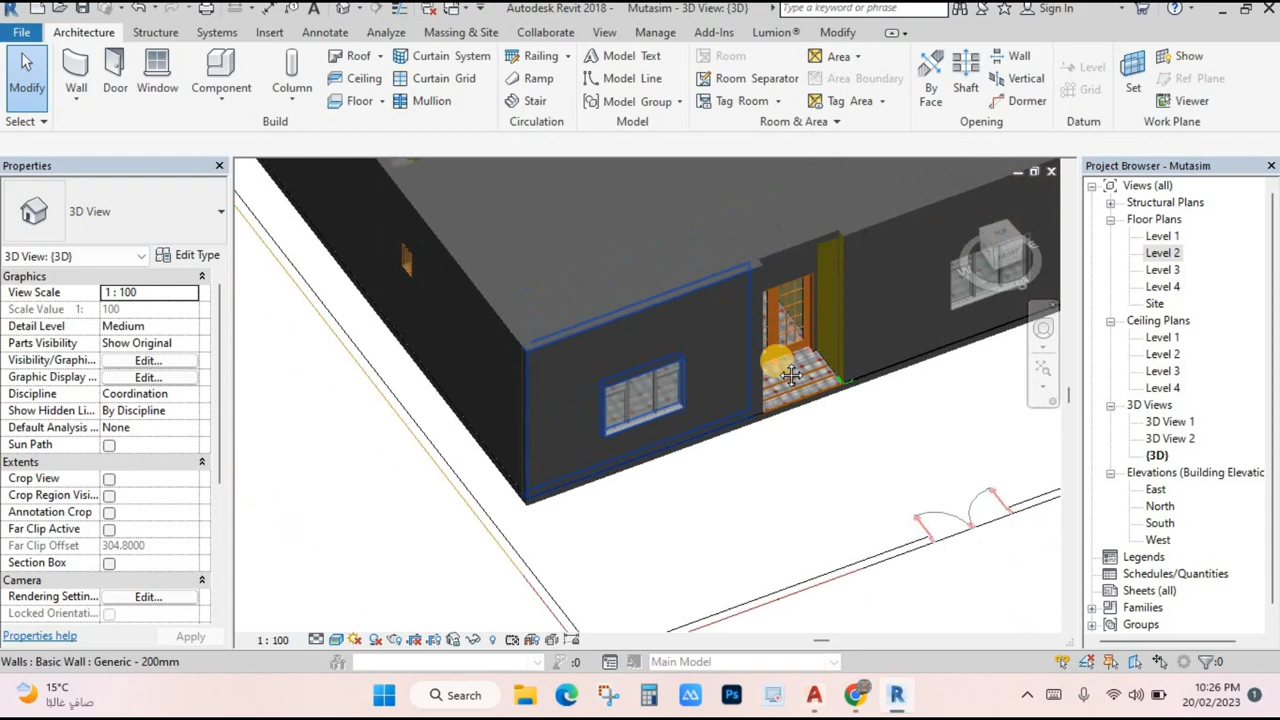 Autodesk Revit 2018 - Mutasim - 3D View: {3D}
Type a keyword or phrase
Sign In
File Architecture Structure Systems Insert Annotate Analyze Massing & Site Collaborate View Manage Add-Ins Lumion® Modify
Modify
Wall
Door
Window
Component
Column
Roof
Ceiling
Floor
Curtain System
Curtain Grid
Mullion
Railing
Ramp
Stair
Model Text
Model Line
Model Group
Room
Room Separator
Tag Room
Area
Area Boundary
Tag Area
By
Face
Shaft
Wall
Vertical
Dormer
Level
Grid
Set
Show
Ref Plane
Viewer
Select
Build
Circulation
Model
Room & Area
Opening
Datum
Work Plane
Properties
3D View
3D View: {3D}
Edit Type
Graphics
View Scale 1 : 100
Scale Value 1: 100
Detail Level Medium
Parts Visibility Show Original
Visibility/Graphi... Edit...
Graphic Display ... Edit...
Discipline Coordination
Show Hidden Li... By Discipline
Default Analysis ... None
Sun Path
Extents
Crop View
Crop Region Visi...
Annotation Crop
Far Clip Active
Far Clip Offset 304.8000
Section Box
Camera
Rendering Settin... Edit...
Locked Orientati...
Properties help
Apply
TOP
W
Project Browser - Mutasim
Views (all)
Structural Plans
Floor Plans
Level 1
Level 2
Level 3
Level 4
Site
Ceiling Plans
Level 1
Level 2
Level 3
Level 4
3D Views
3D View 1
3D View 2
{3D}
Elevations (Building Elevatic
East
North
South
West
Legends
Schedules/Quantities
Sheets (all)
Families
Groups
1 : 100
Walls : Basic Wall : Generic - 200mm
:0
Main Model
:0
15°C
صافٍ غالبًا
Search
Ps
A
R
10:26 PM
20/02/2023
1